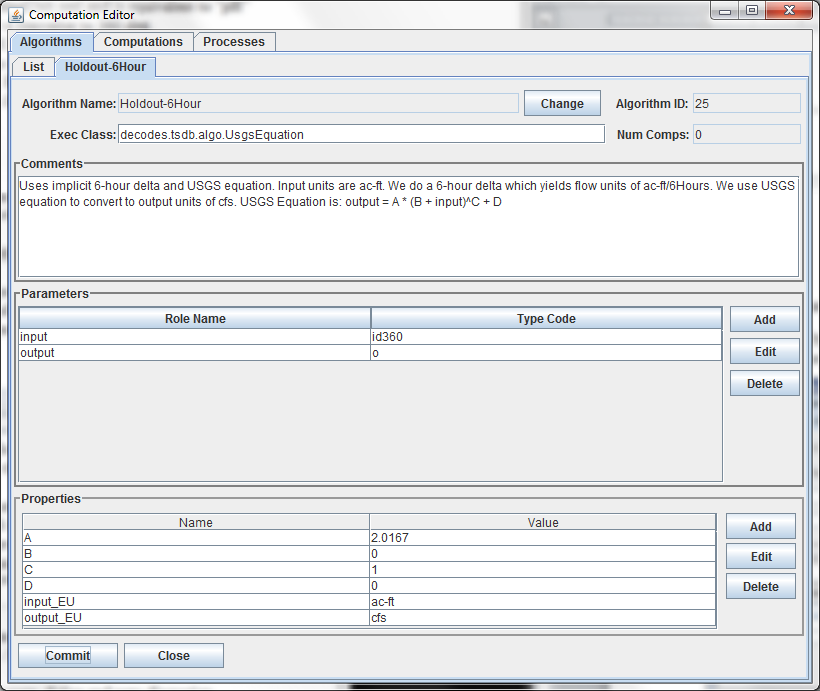 Computation Editor
Algorithms Computations Processes
List Holdout-6Hour
Algorithm Name: Holdout-6Hour Change Algorithm ID: 25
Exec Class: decodes.tsdb.algo.UsgsEquation Num Comps: 0
Comments
Uses implicit 6-hour delta and USGS equation. Input units are ac-ft. We do a 6-hour delta which yields flow units of ac-ft/6Hours. We use USGS
equation to convert to output units of cfs. USGS Equation is: output = A * (B + input)^C + D
Parameters
Role Name Type Code Add
input id360
output o Edit
Delete
Properties
Name Value Add
A 2.0167
B 0 Edit
C 1
D 0 Delete
input_EU ac-ft
output_EU cfs
Commit Close